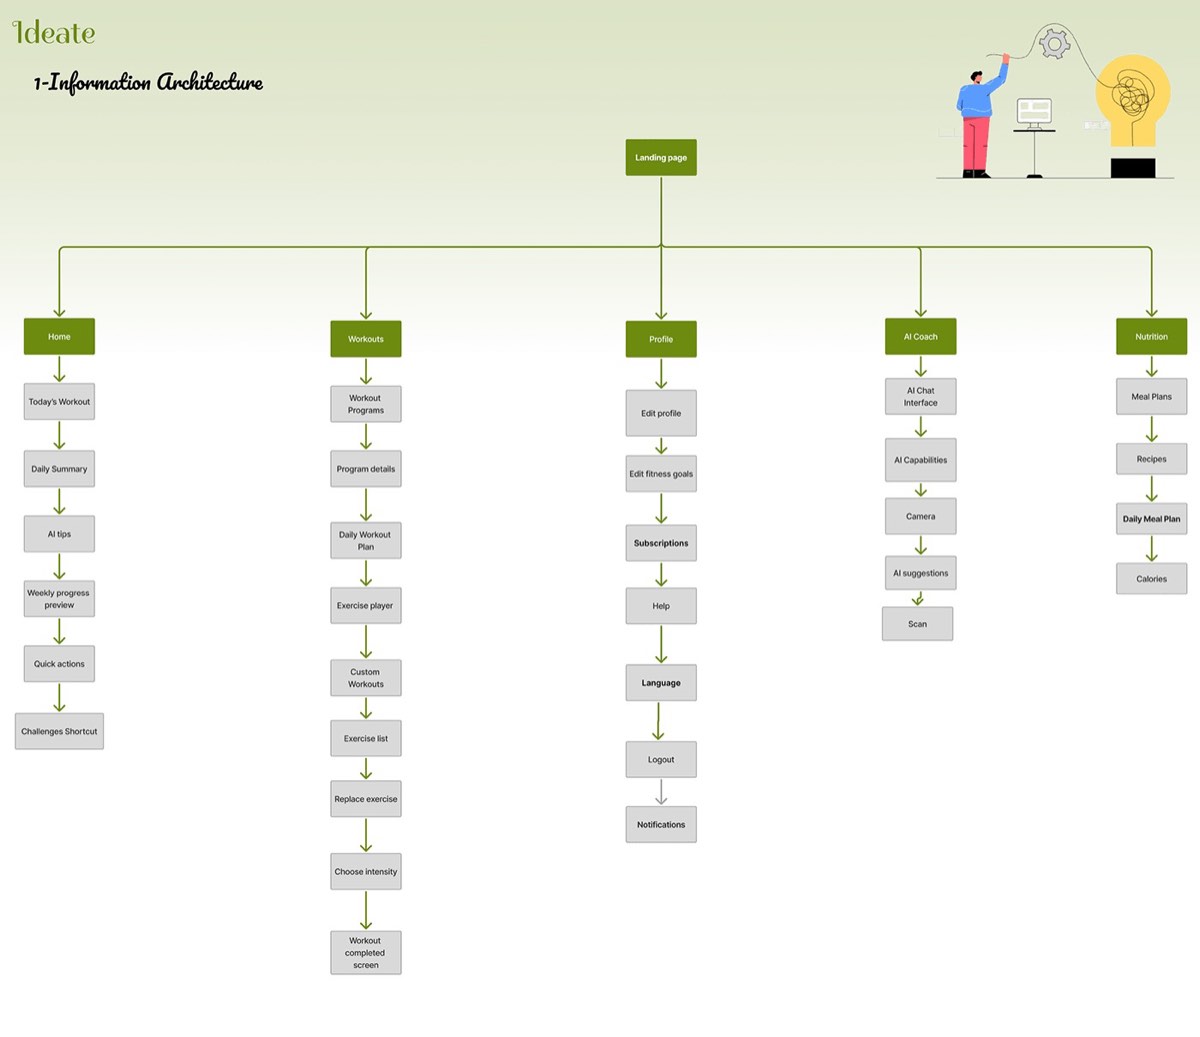 Ideate
1-Information Architecture
Landing page
Home
Today's Workout
Daily Summary
AI tips
Weekly progress
preview
Quick actions
Challenges Shortcut
Workouts
Workout
Programs
Program details
Daily Workout
Plan
Exercise player
Custom
Workouts
Exercise list
Replace exercise
Choose intensity
Workout
completed
screen
Profile
Edit profile
Edit fitness goals
Subscriptions
Help
Language
Logout
Notifications
AI Coach
AI Chat
Interface
AI Capabilities
Camera
AI suggestions
Scan
Nutrition
Meal Plans
Recipes
Daily Meal Plan
Calories